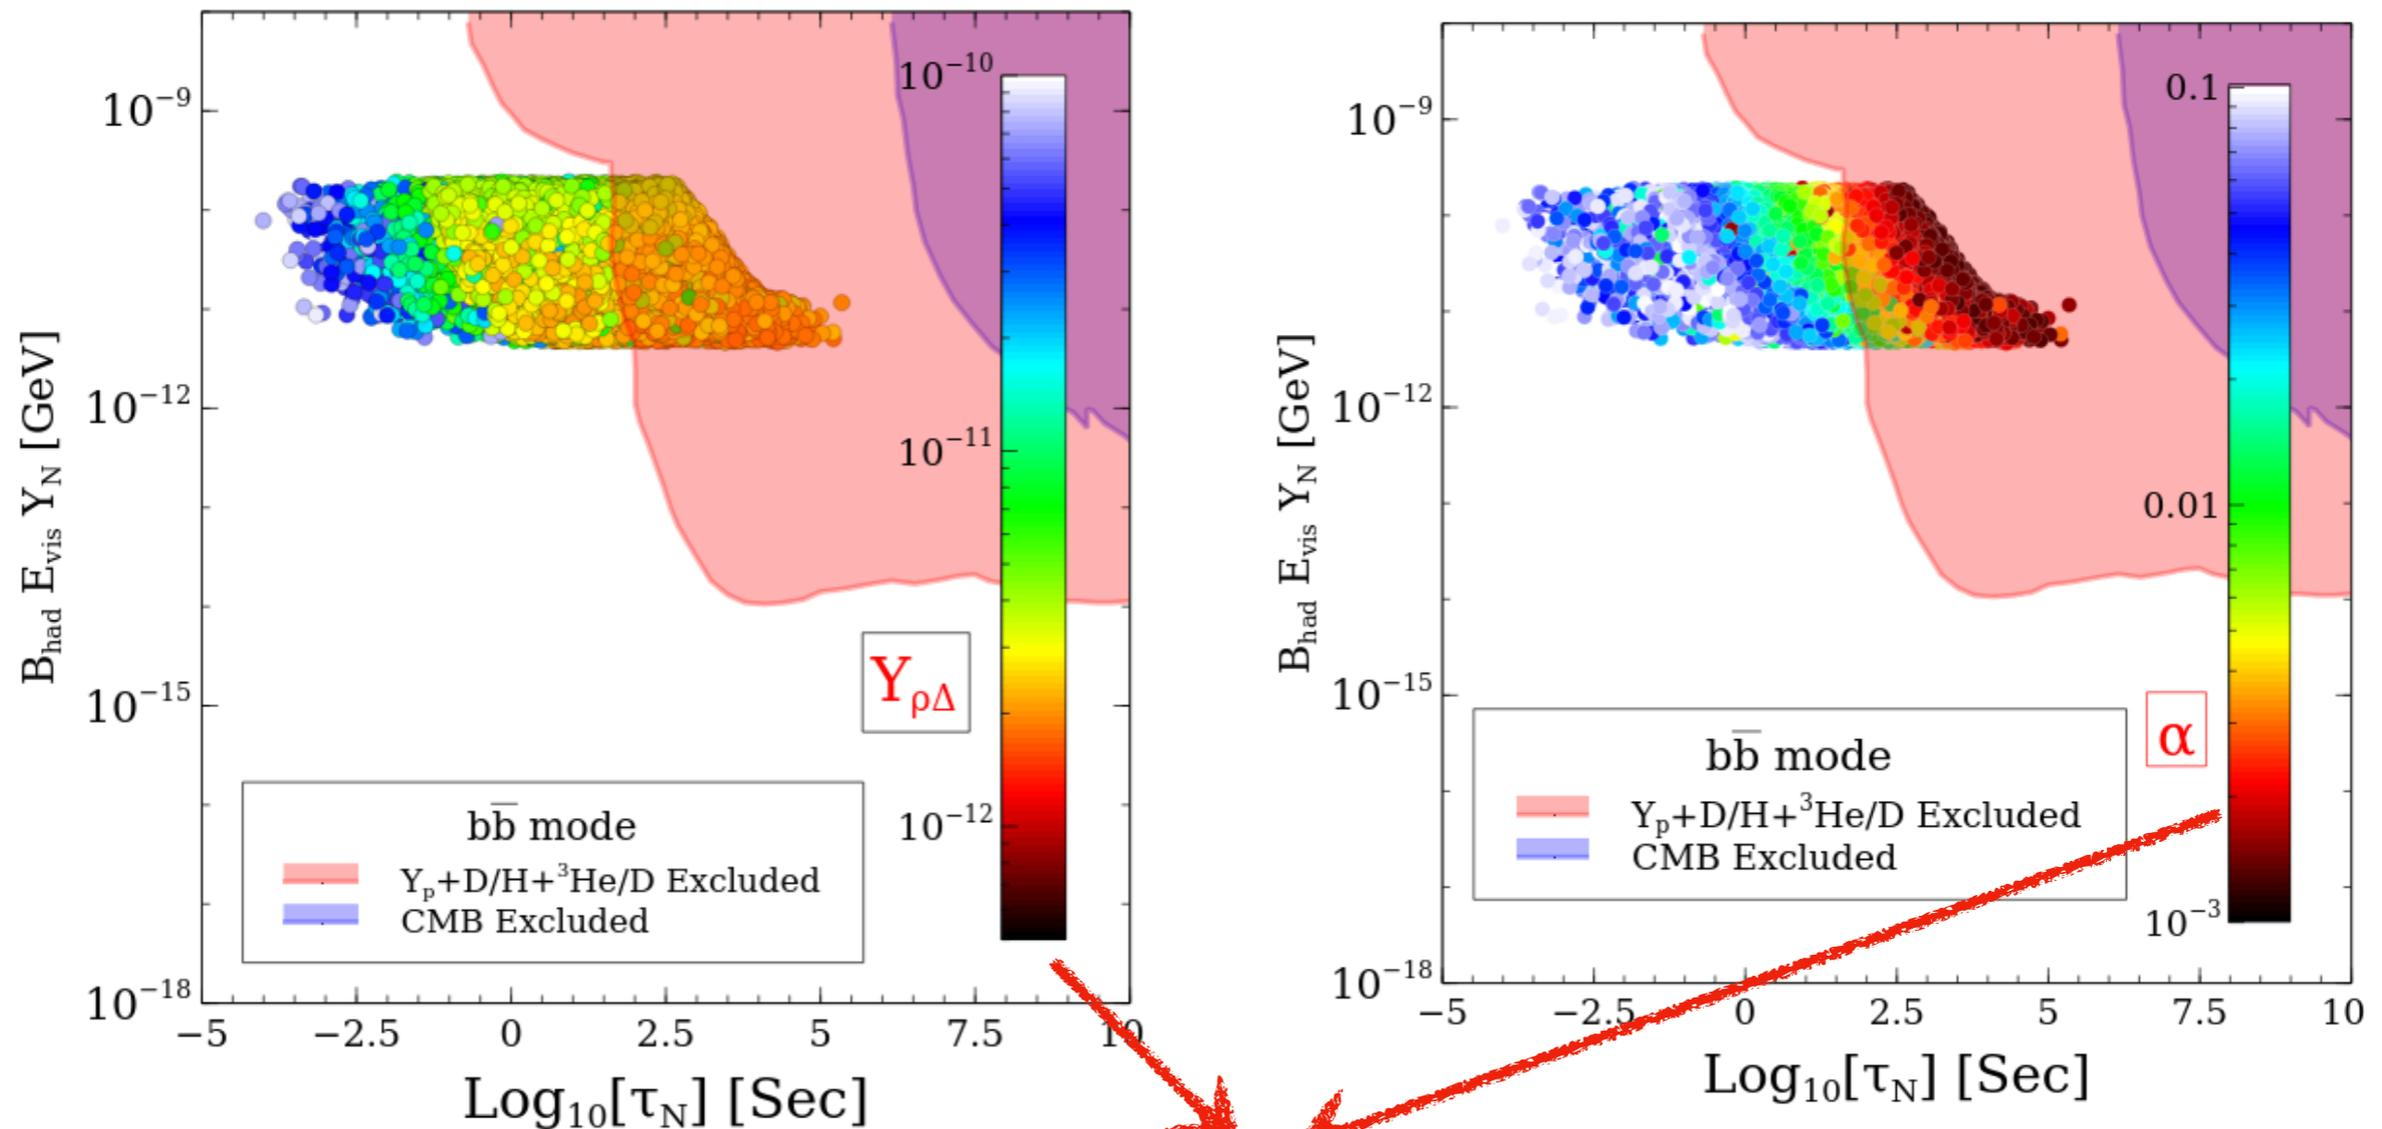 10⁻⁹
10⁻¹²
10⁻¹⁵
10⁻¹⁸
B_had E_vis Y_N [GeV]
10⁻¹⁰
10⁻¹¹
10⁻¹²
Y_ρΔ
bb̅ mode
Y_p+D/H+³He/D Excluded
CMB Excluded
−5 −2.5 0 2.5 5 7.5 10
Log₁₀[τ_N] [Sec]
10⁻⁹
10⁻¹²
10⁻¹⁵
10⁻¹⁸
B_had E_vis Y_N [GeV]
0.1
0.01
10⁻³
α
bb̅ mode
Y_p+D/H+³He/D Excluded
CMB Excluded
−5 −2.5 0 2.5 5 7.5 10
Log₁₀[τ_N] [Sec]